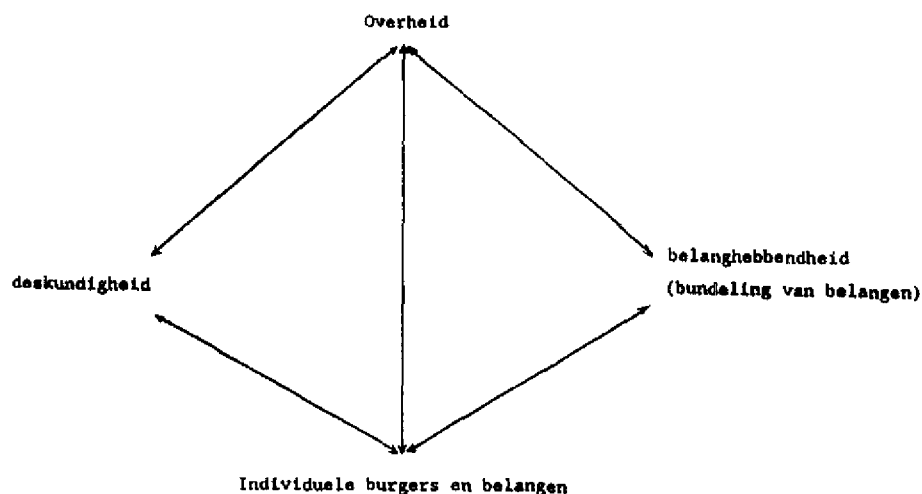 Overheid
deskundigheid
belanghebbendheid
(bundeling van belangen)
Individuele burgers en belangen